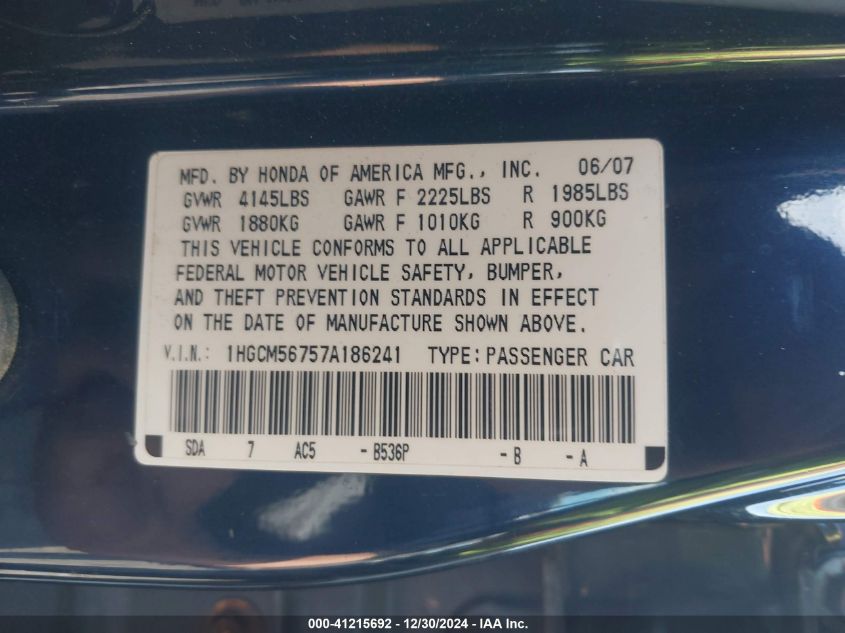 MFD. BY HONDA OF AMERICA MFG., INC. 06/07
GVWR 4145LBS GAWR F 2225LBS R 1985LBS
GVWR 1880KG GAWR F 1010KG R 900KG
THIS VEHICLE CONFORMS TO ALL APPLICABLE
FEDERAL MOTOR VEHICLE SAFETY, BUMPER,
AND THEFT PREVENTION STANDARDS IN EFFECT
ON THE DATE OF MANUFACTURE SHOWN ABOVE.
V.I.N.: 1HGCM56757A186241 TYPE:PASSENGER CAR
SDA 7 AC5 - B536P - B - A
000-41215692 - 12/30/2024 - IAA Inc.